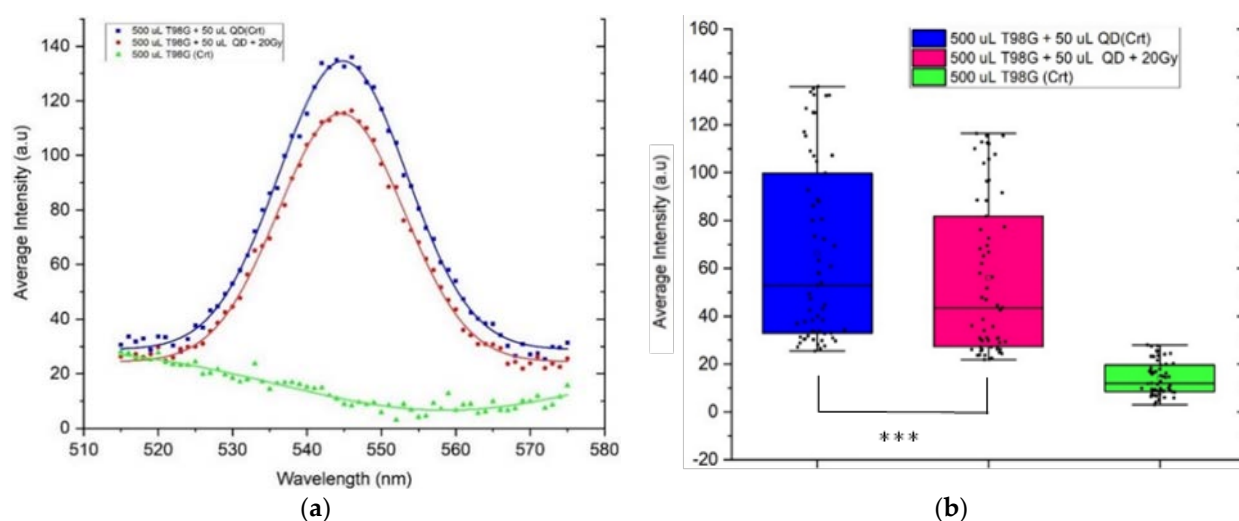 500 uL T98G + 50 uL QD(Crt)
500 uL T98G + 50 uL QD + 20Gy
500 uL T98G (Crt)
140
120
100
80
60
40
20
0
510
520
530
540
550
560
570
580
Average Intensity (a.u)
Wavelength (nm)
(a)
500 uL T98G + 50 uL QD(Crt)
500 uL T98G + 50 uL QD + 20Gy
500 uL T98G (Crt)
160
140
120
160
80
60
40
20
0
-20
Average Intensity (a.u)
***
(b)